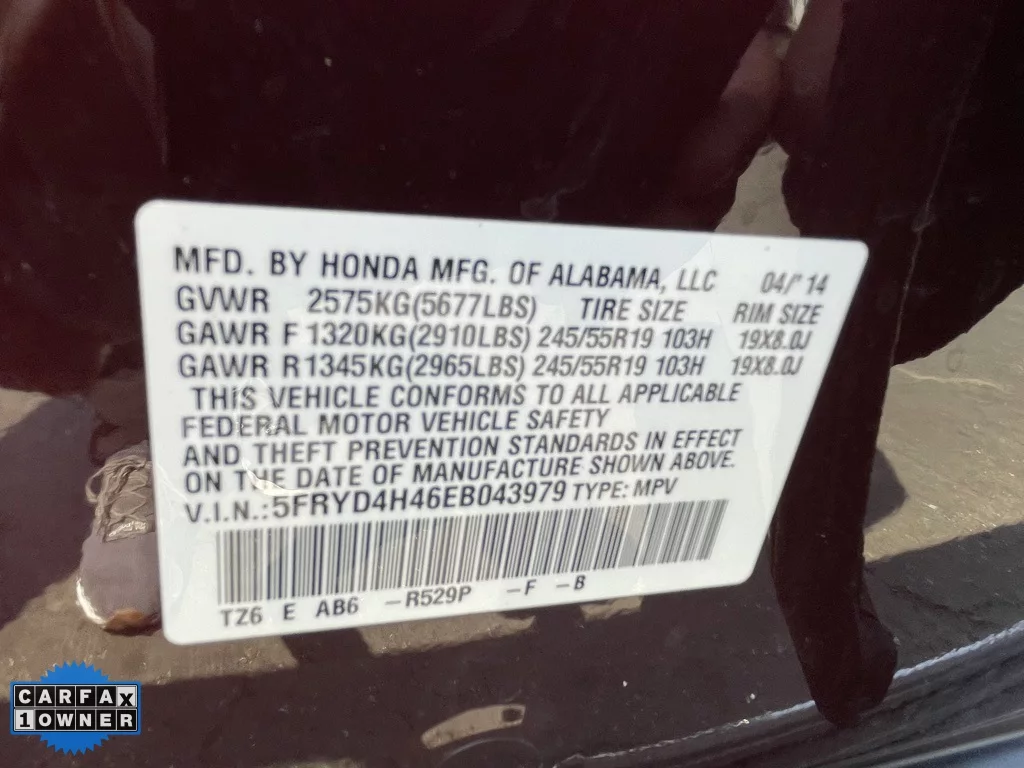 MFD. BY HONDA MFG. OF ALABAMA, LLC 04/'14
GVWR 2575KG(5677LBS) TIRE SIZE RIM SIZE
GAWR F 1320KG(2910LBS) 245/55R19 103H 19X8.0J
GAWR R 1345KG(2965LBS) 245/55R19 103H 19X8.0J
THIS VEHICLE CONFORMS TO ALL APPLICABLE
FEDERAL MOTOR VEHICLE SAFETY
AND THEFT PREVENTION STANDARDS IN EFFECT
ON THE DATE OF MANUFACTURE SHOWN ABOVE.
V.I.N.:5FRYD4H46EB043979 TYPE: MPV
TZ6 E AB6 -R529P -F -B
CARFAX
1 OWNER